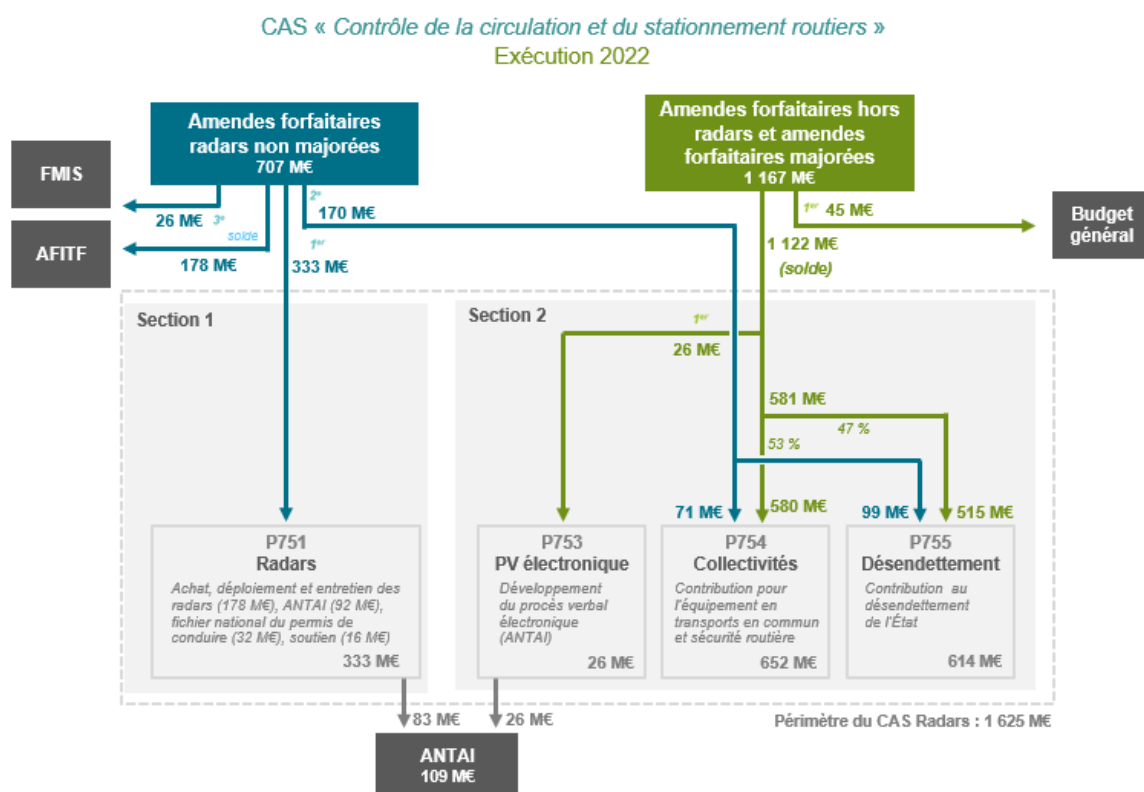 CAS « Contrôle de la circulation et du stationnement routiers »
Exécution 2022
Amendes forfaitaires
radars non majorées
707 M€
Amendes forfaitaires hors
radars et amendes
forfaitaires majorées
1 167 M€
FMIS
AFITF
Budget
général
26 M€
3e
solde
178 M€
1er
333 M€
2e
170 M€
1er
45 M€
1 122 M€
(solde)
Section 1
Section 2
1er
26 M€
581 M€
47 %
53 %
71 M€
580 M€
99 M€
515 M€
P751
Radars
Achat, déploiement et entretien des
radars (178 M€), ANTAI (92 M€),
fichier national du permis de
conduire (32 M€), soutien (16 M€)
333 M€
P753
PV électronique
Développement
du procès verbal
électronique
(ANTAI)
26 M€
P754
Collectivités
Contribution pour
l'équipement en
transports en commun
et sécurité routière
652 M€
P755
Désendettement
Contribution au
désendettement
de l'État
614 M€
83 M€
26 M€
Périmètre du CAS Radars : 1 625 M€
ANTAI
109 M€